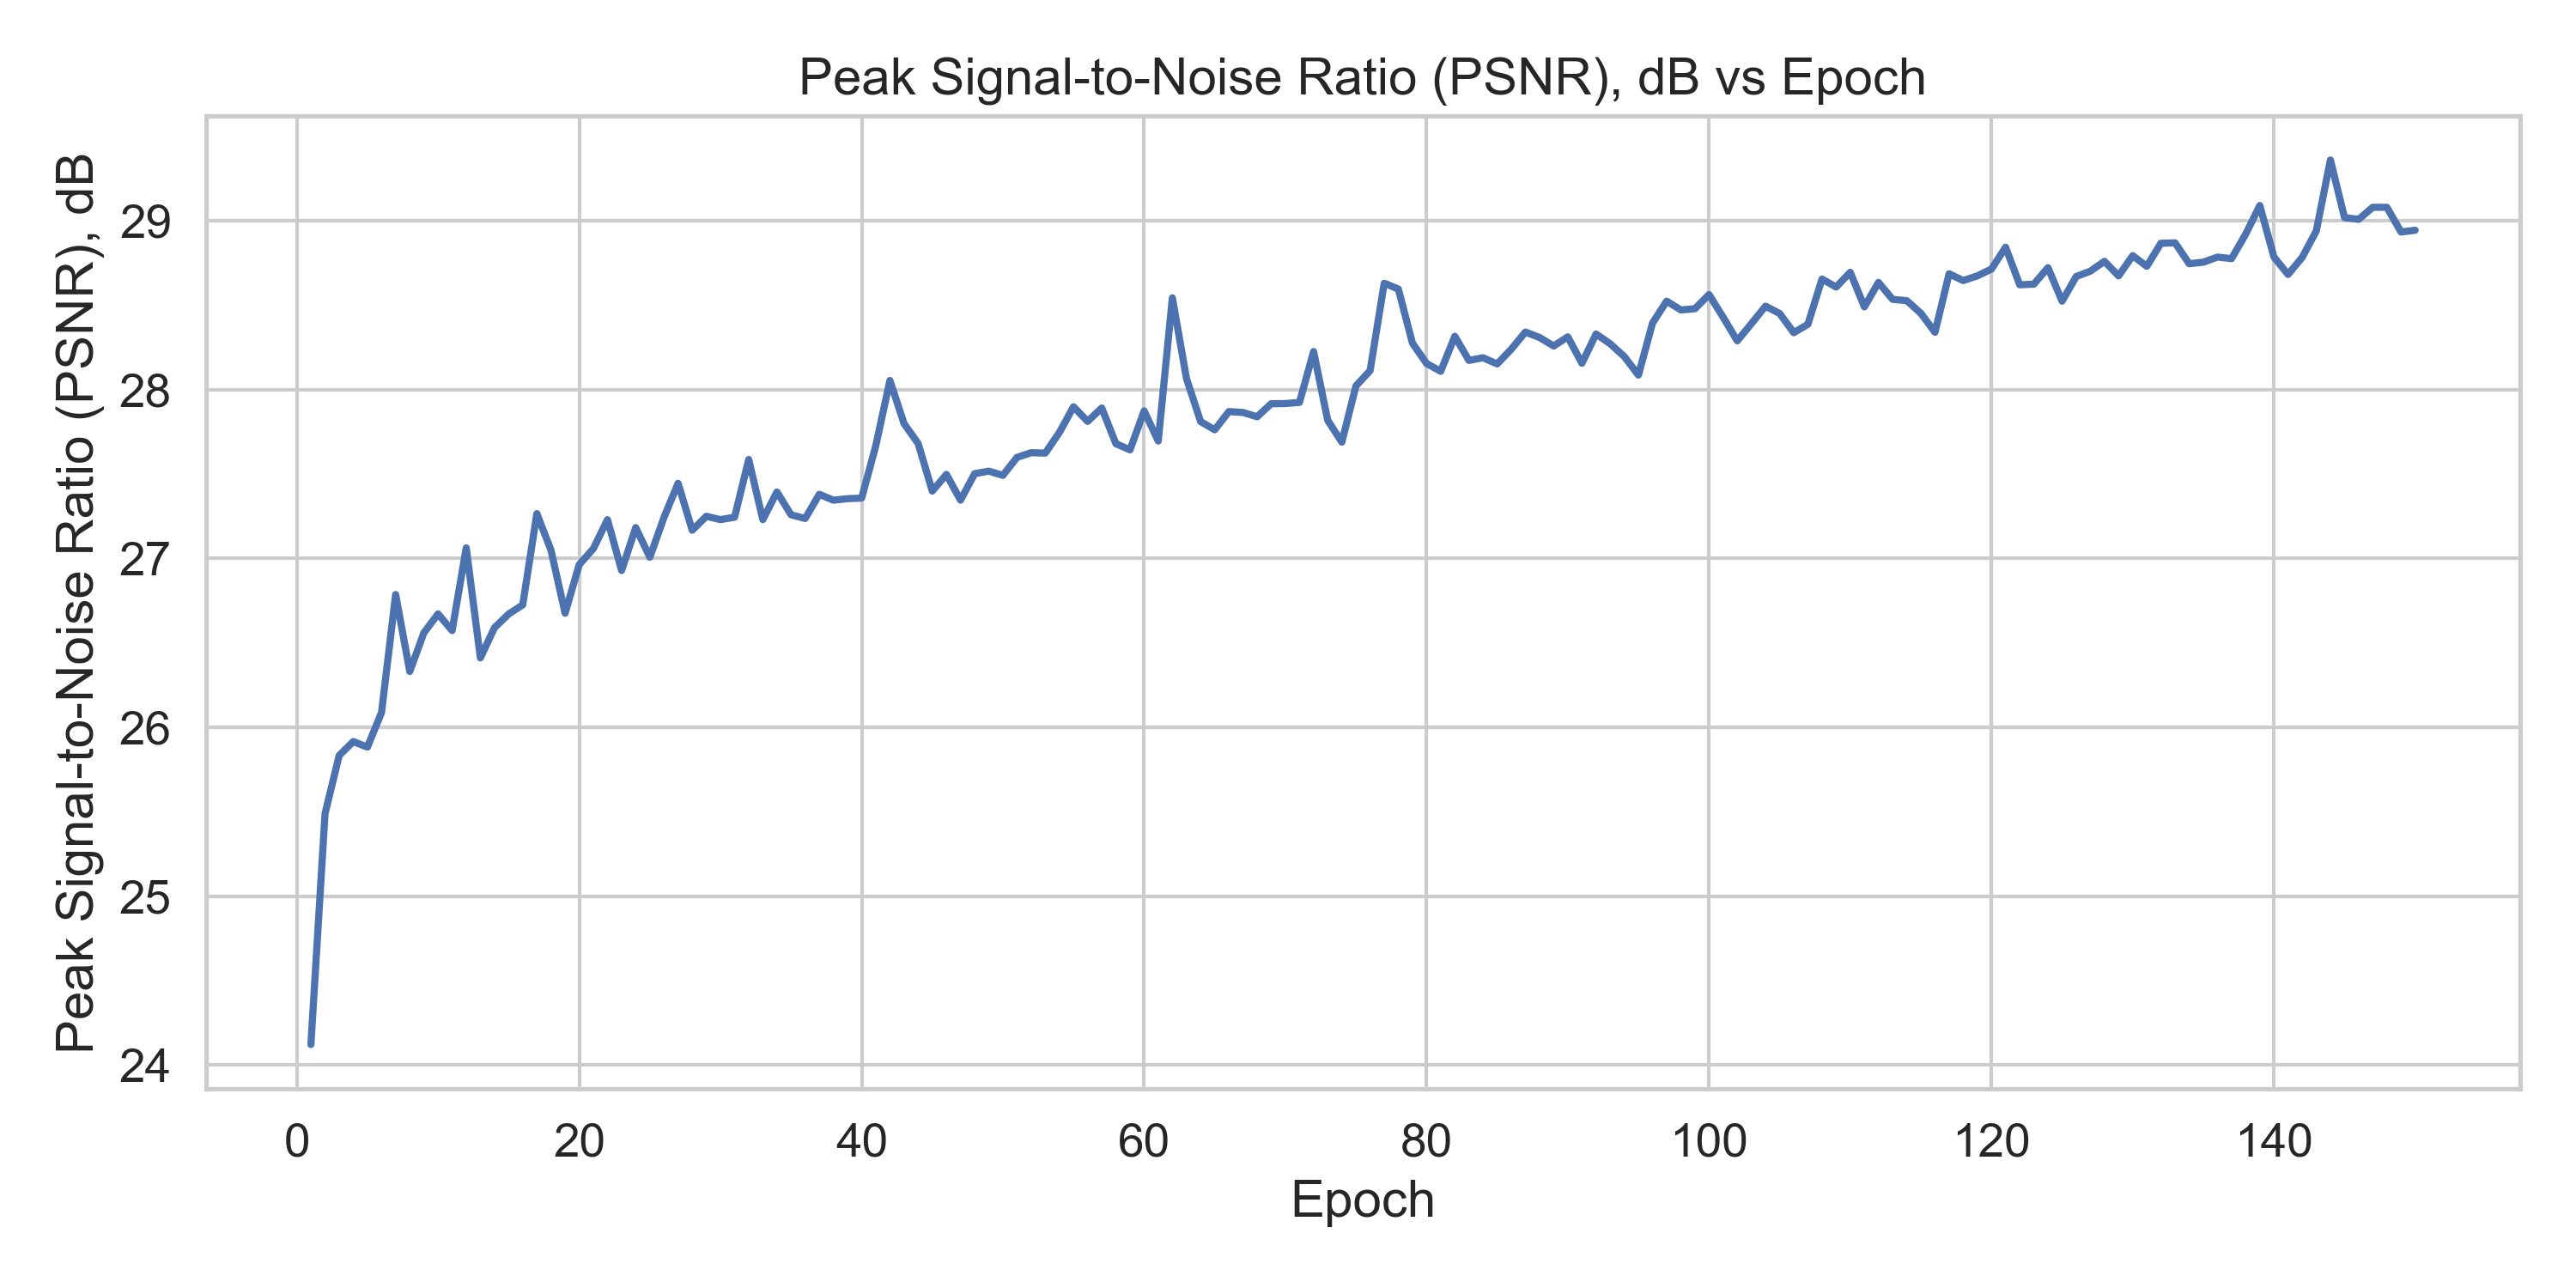 Peak Signal-to-Noise Ratio (PSNR), dB vs Epoch
Peak Signal-to-Noise Ratio (PSNR), dB
29
28
27
26
25
24
0 20 40 60 80 100 120 140
Epoch